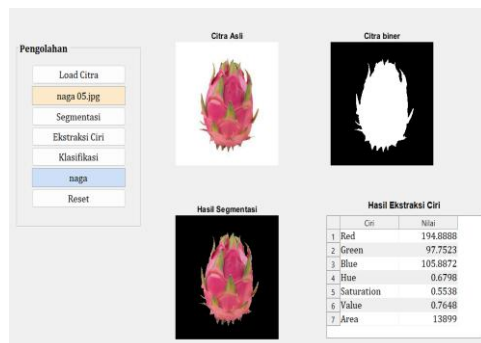 Pengolahan
Load Citra
naga 05.jpg
Segmentasi
Ekstraksi Ciri
Klasifikasi
naga
Reset
Citra Asli
Citra biner
Hasil Segmentasi
Hasil Ekstraksi Ciri
Ciri Nilai
1 Red 194.8888
2 Green 97.7523
3 Blue 105.8872
4 Hue 0.6798
5 Saturation 0.5538
6 Value 0.7648
7 Area 13899